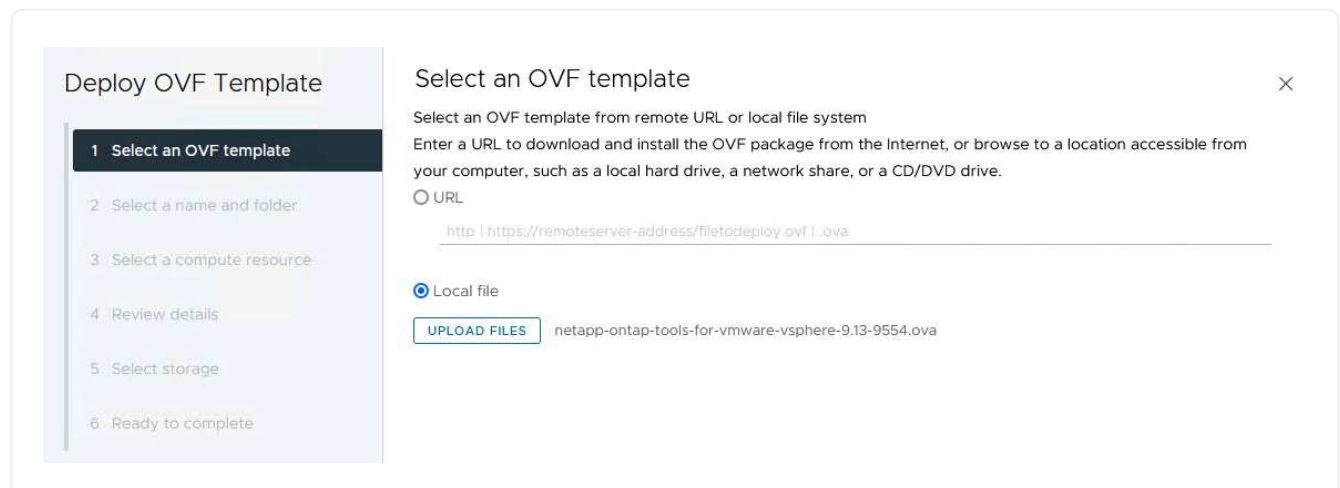 Deploy OVF Template
1 Select an OVF template
2 Select a name and folder
3 Select a compute resource
4 Review details
5 Select storage
6 Ready to complete
Select an OVF template
Select an OVF template from remote URL or local file system
Enter a URL to download and install the OVF package from the Internet, or browse to a location accessible from
your computer, such as a local hard drive, a network share, or a CD/DVD drive.
URL
http | https://remoteserver-address/filetodeploy.ovf | .ova
Local file
UPLOAD FILES netapp-ontap-tools-for-vmware-vsphere-9.13-9554.ova